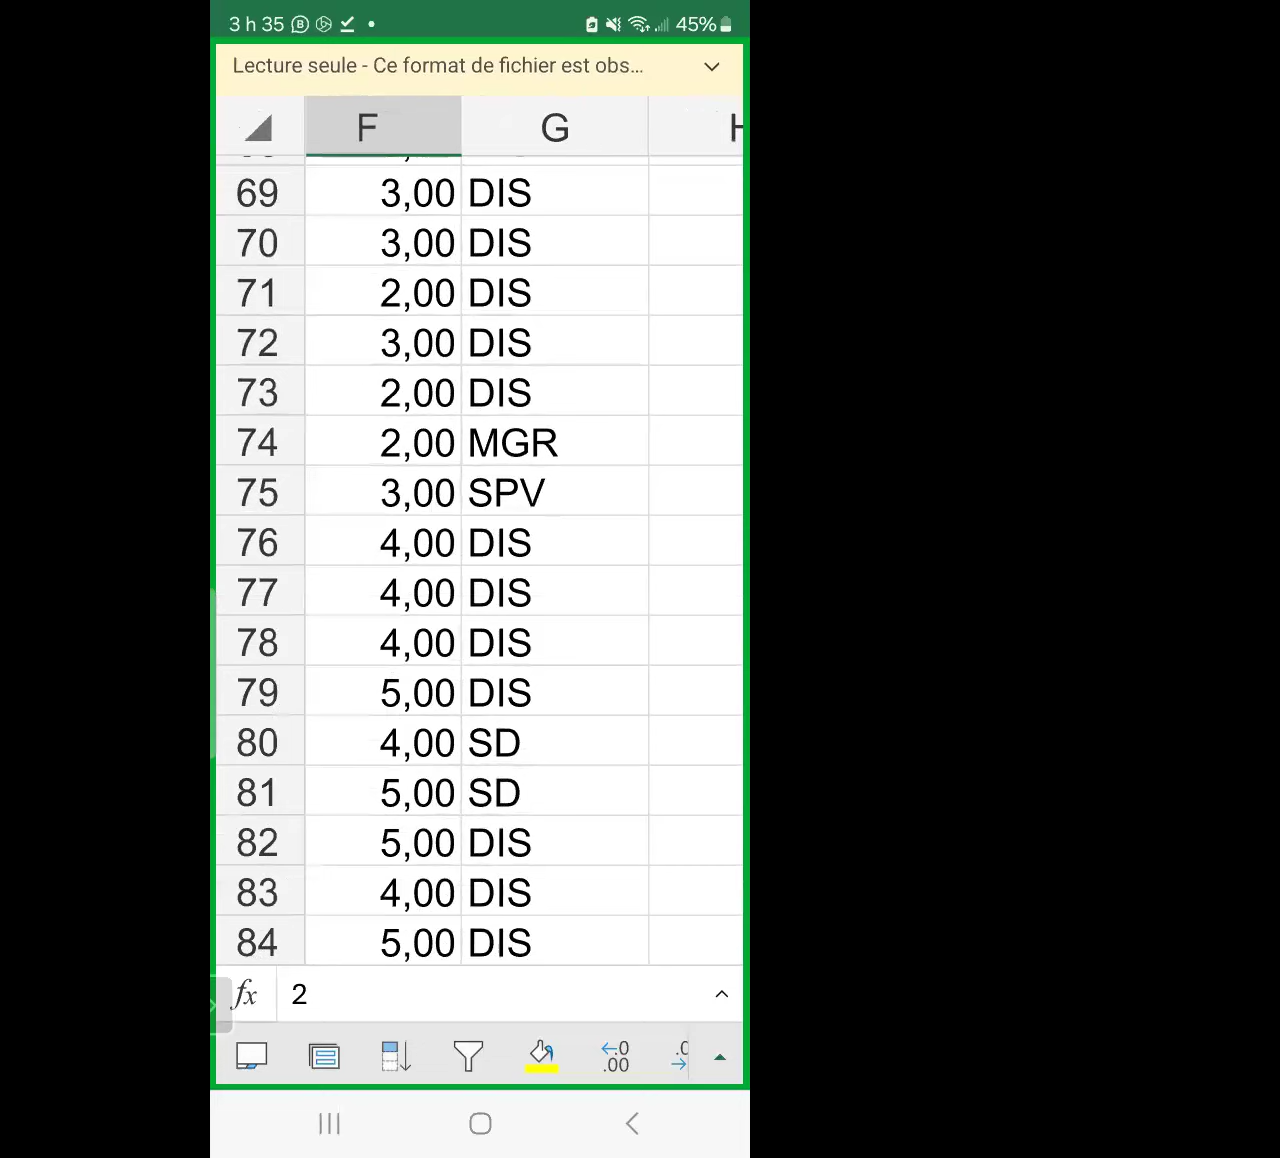 3 h 35 45%
Lecture seule - Ce format de fichier est obs...
F G
69 3,00 DIS
70 3,00 DIS
71 2,00 DIS
72 3,00 DIS
73 2,00 DIS
74 2,00 MGR
75 3,00 SPV
76 4,00 DIS
77 4,00 DIS
78 4,00 DIS
79 5,00 DIS
80 4,00 SD
81 5,00 SD
82 5,00 DIS
83 4,00 DIS
84 5,00 DIS
fx 2
←0
.00